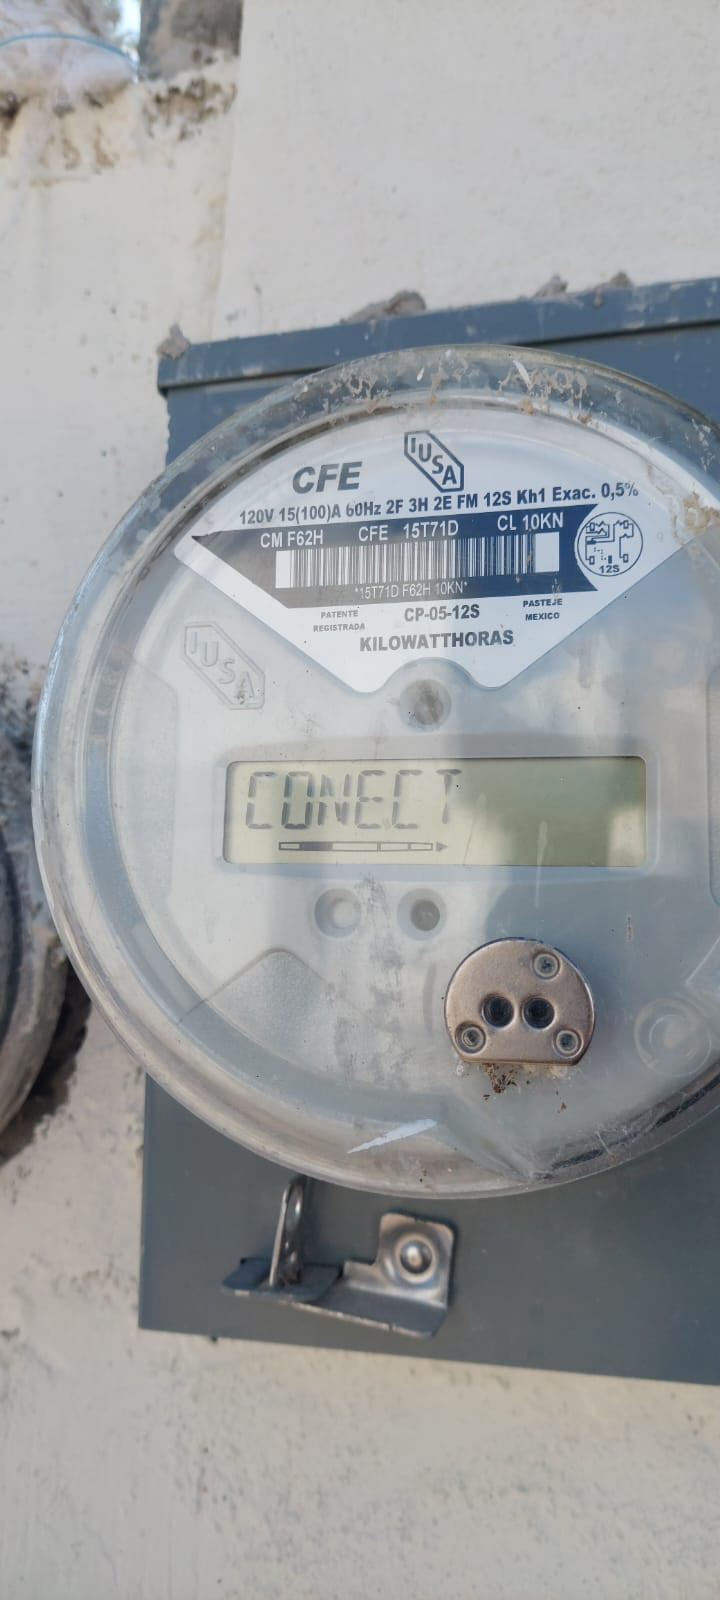 CFE
IUSA
120V 15(100)A 60Hz 2F 3H 2E FM 12S Kh1 Exac. 0,5%
CM F62H CFE 15T71D CL 10KN
*15T71D F62H 10KN*
12S
PATENTE REGISTRADA
CP-05-12S
PASTEJE MEXICO
KILOWATTHORAS
IUSA
CONECT